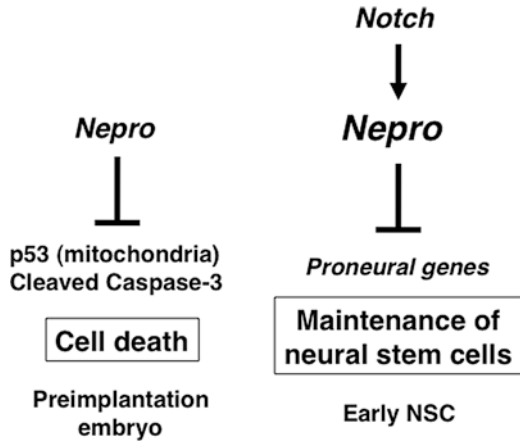 Nepro
p53 (mitochondria)
Cleaved Caspase-3
Cell death
Preimplantation
embryo
Notch
Nepro
Proneural genes
Maintenance of
neural stem cells
Early NSC